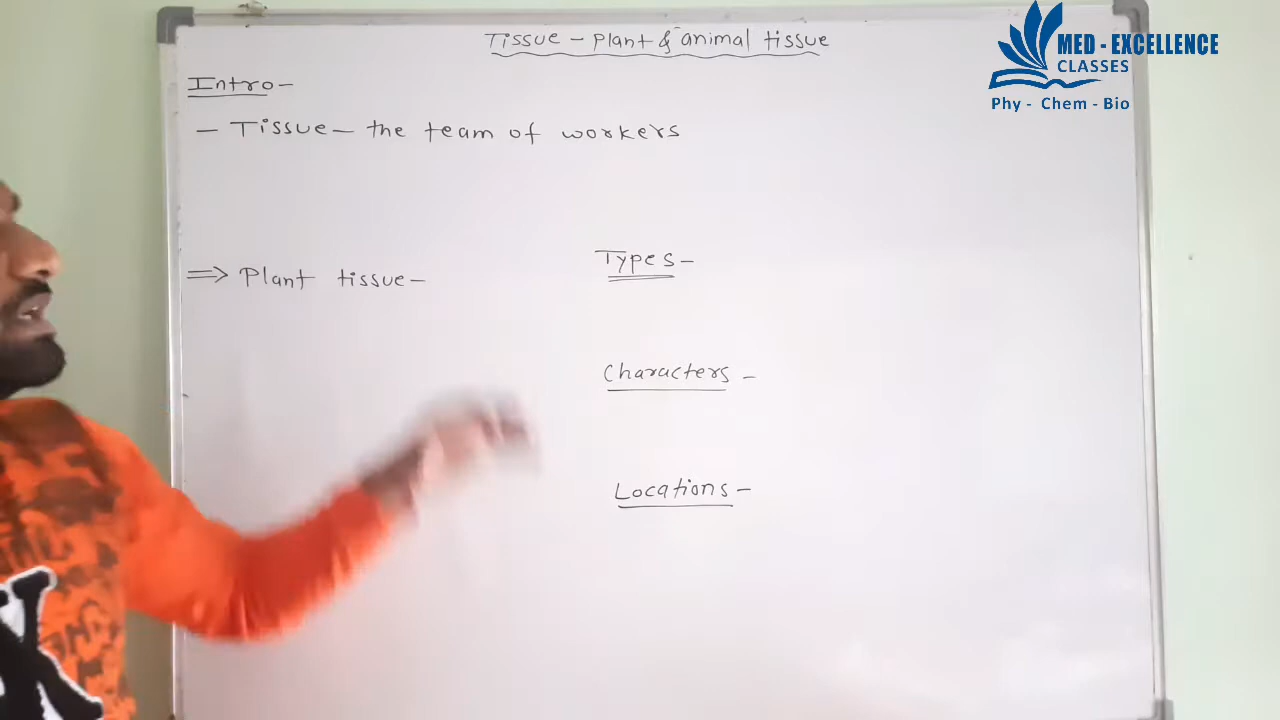 Tissue - Plant & animal tissue
MED - EXCELLENCE
CLASSES
Phy - Chem - Bio
Intro -
- Tissue - the team of workers
Types -
⇒ Plant tissue -
Characters -
Locations -